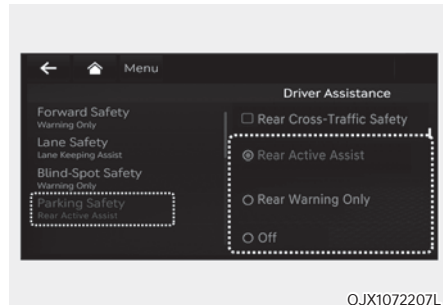 Menu
Driver Assistance
Forward Safety
Warning Only
Lane Safety
Lane Keeping Assist
Blind-Spot Safety
Warning Only
Parking Safety
Rear Active Assist
Rear Cross-Traffic Safety
Rear Active Assist
Rear Warning Only
Off
OJX1072207L